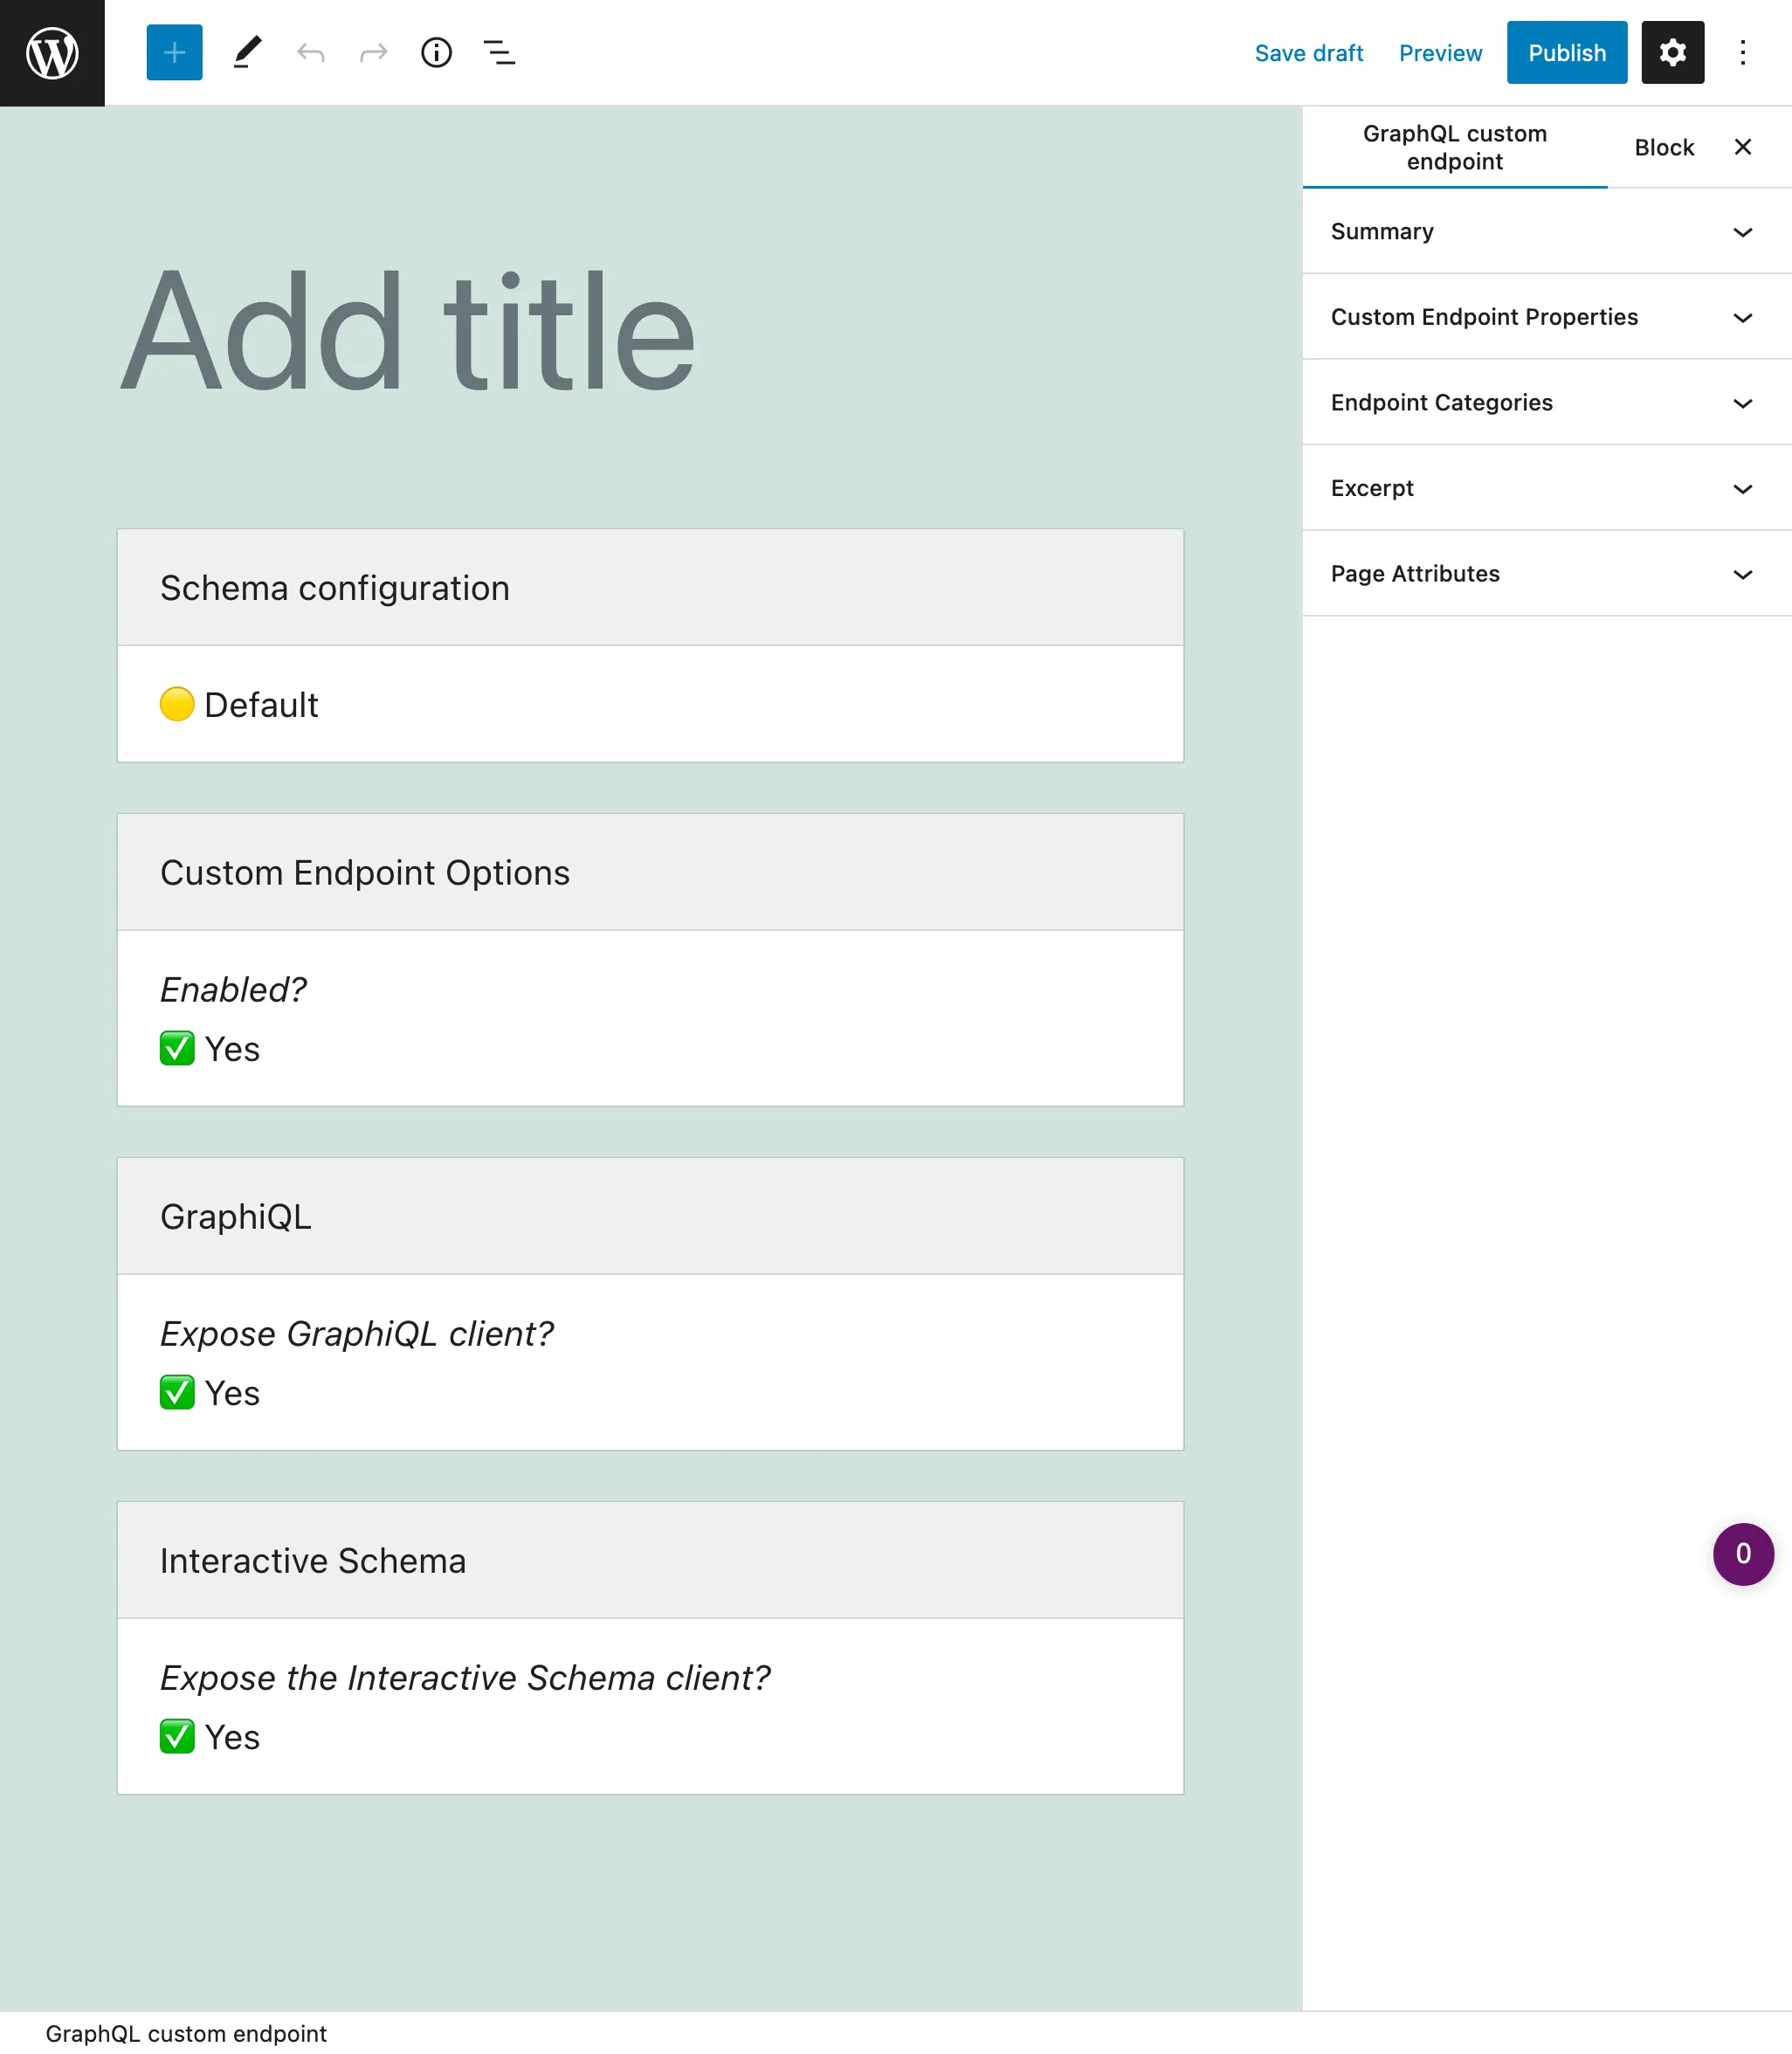 Save draft
Preview
Publish
GraphQL custom
endpoint
Block
Summary
Custom Endpoint Properties
Endpoint Categories
Excerpt
Page Attributes
Add title
Schema configuration
🟡 Default
Custom Endpoint Options
Enabled?
✅ Yes
GraphiQL
Expose GraphiQL client?
✅ Yes
Interactive Schema
Expose the Interactive Schema client?
✅ Yes
0
GraphQL custom endpoint